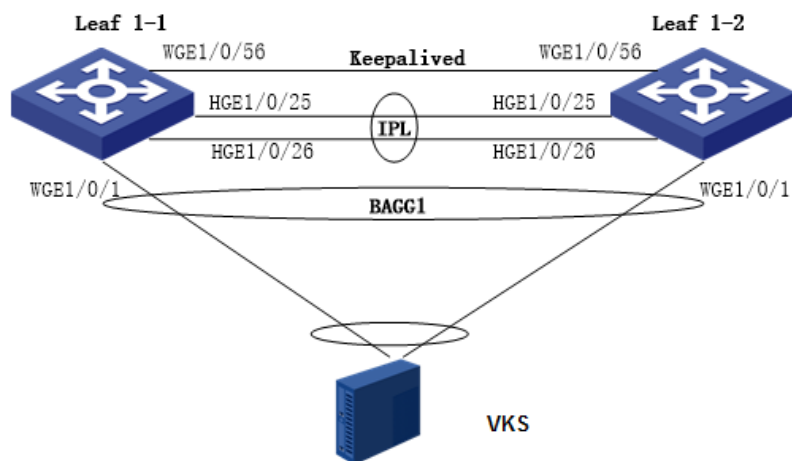 Leaf 1-1
Leaf 1-2
WGE1/0/56
Keepalived
WGE1/0/56
HGE1/0/25
HGE1/0/25
IPL
HGE1/0/26
HGE1/0/26
WGE1/0/1
WGE1/0/1
BAGG1
VKS